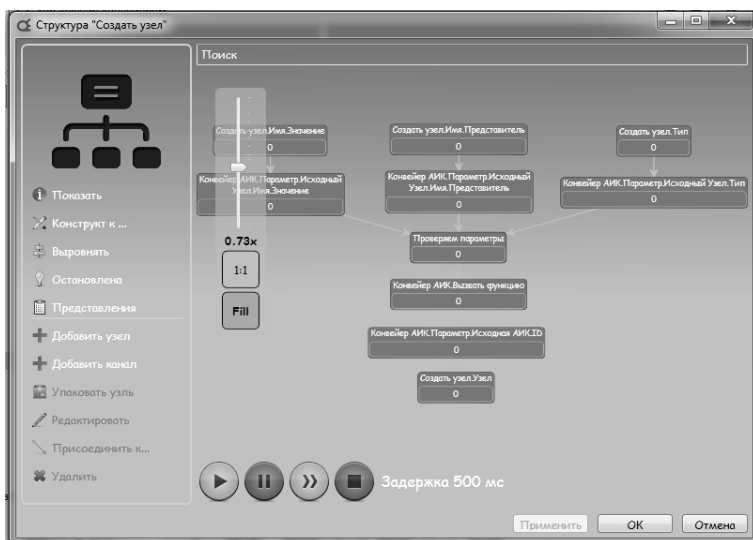 Структура "Создать узел"
Поиск
Показать
Конструкт к ...
Выровнять
Остановлена
Представления
Добавить узел
Добавить канал
Упаковать узлы
Редактировать
Присоединить к...
Удалить
0.73x
1:1
Fill
Создать узел.Имя.Значение
0
Создать узел.Имя.Представитель
0
Создать узел.Тип
0
Конвейер АИК.Параметр.Исходный
Узел.Имя.Значение
0
Конвейер АИК.Параметр.Исходный
Узел.Имя.Представитель
0
Конвейер АИК.Параметр.Исходный Узел.Тип
0
Проверяем параметры
0
Конвейер АИК.Вызвать функцию
0
Конвейер АИК.Параметр.Исходная АИК.ID
0
Создать узел.Узел
0
Задержка 500 мс
Применить
OK
Отмена